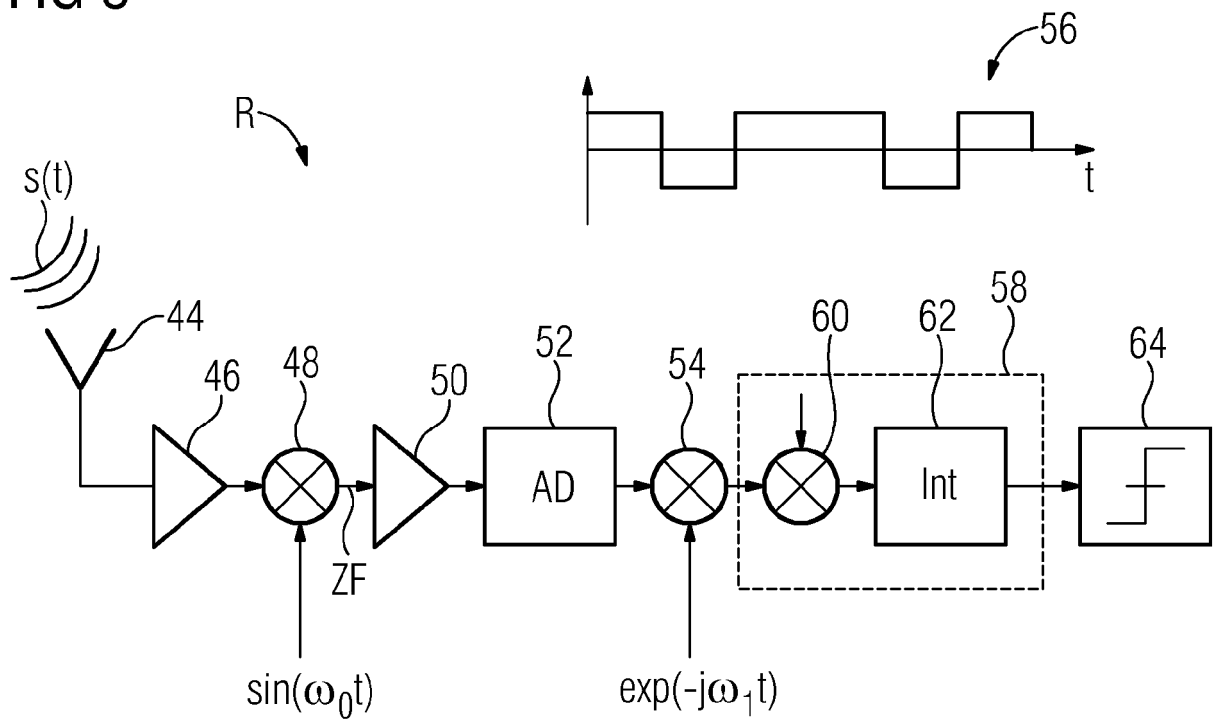 56
R
s(t)
t
44
46
48
50
52
54
60
62
58
64
AD
Int
ZF
sin(ω₀t)
exp(-jω₁t)